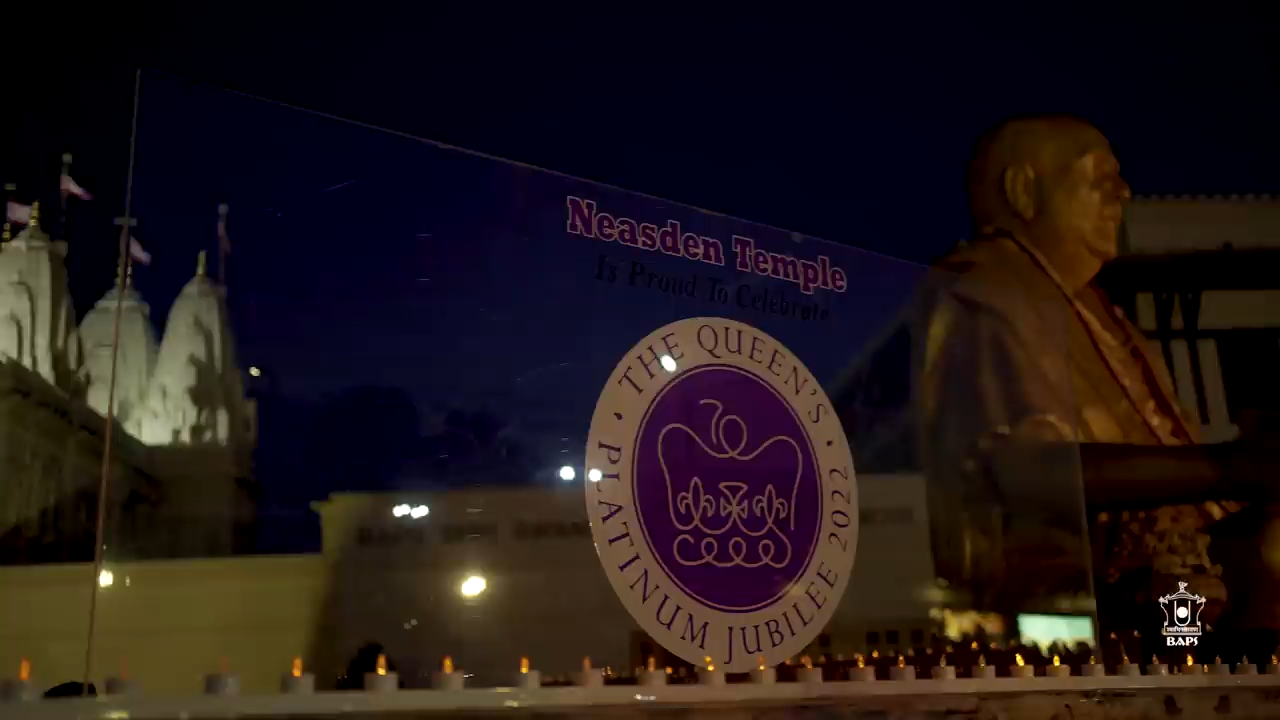 Neasden Temple
Is Proud To Celebrate
THE QUEEN'S
PLATINUM JUBILEE 2022
BAPS